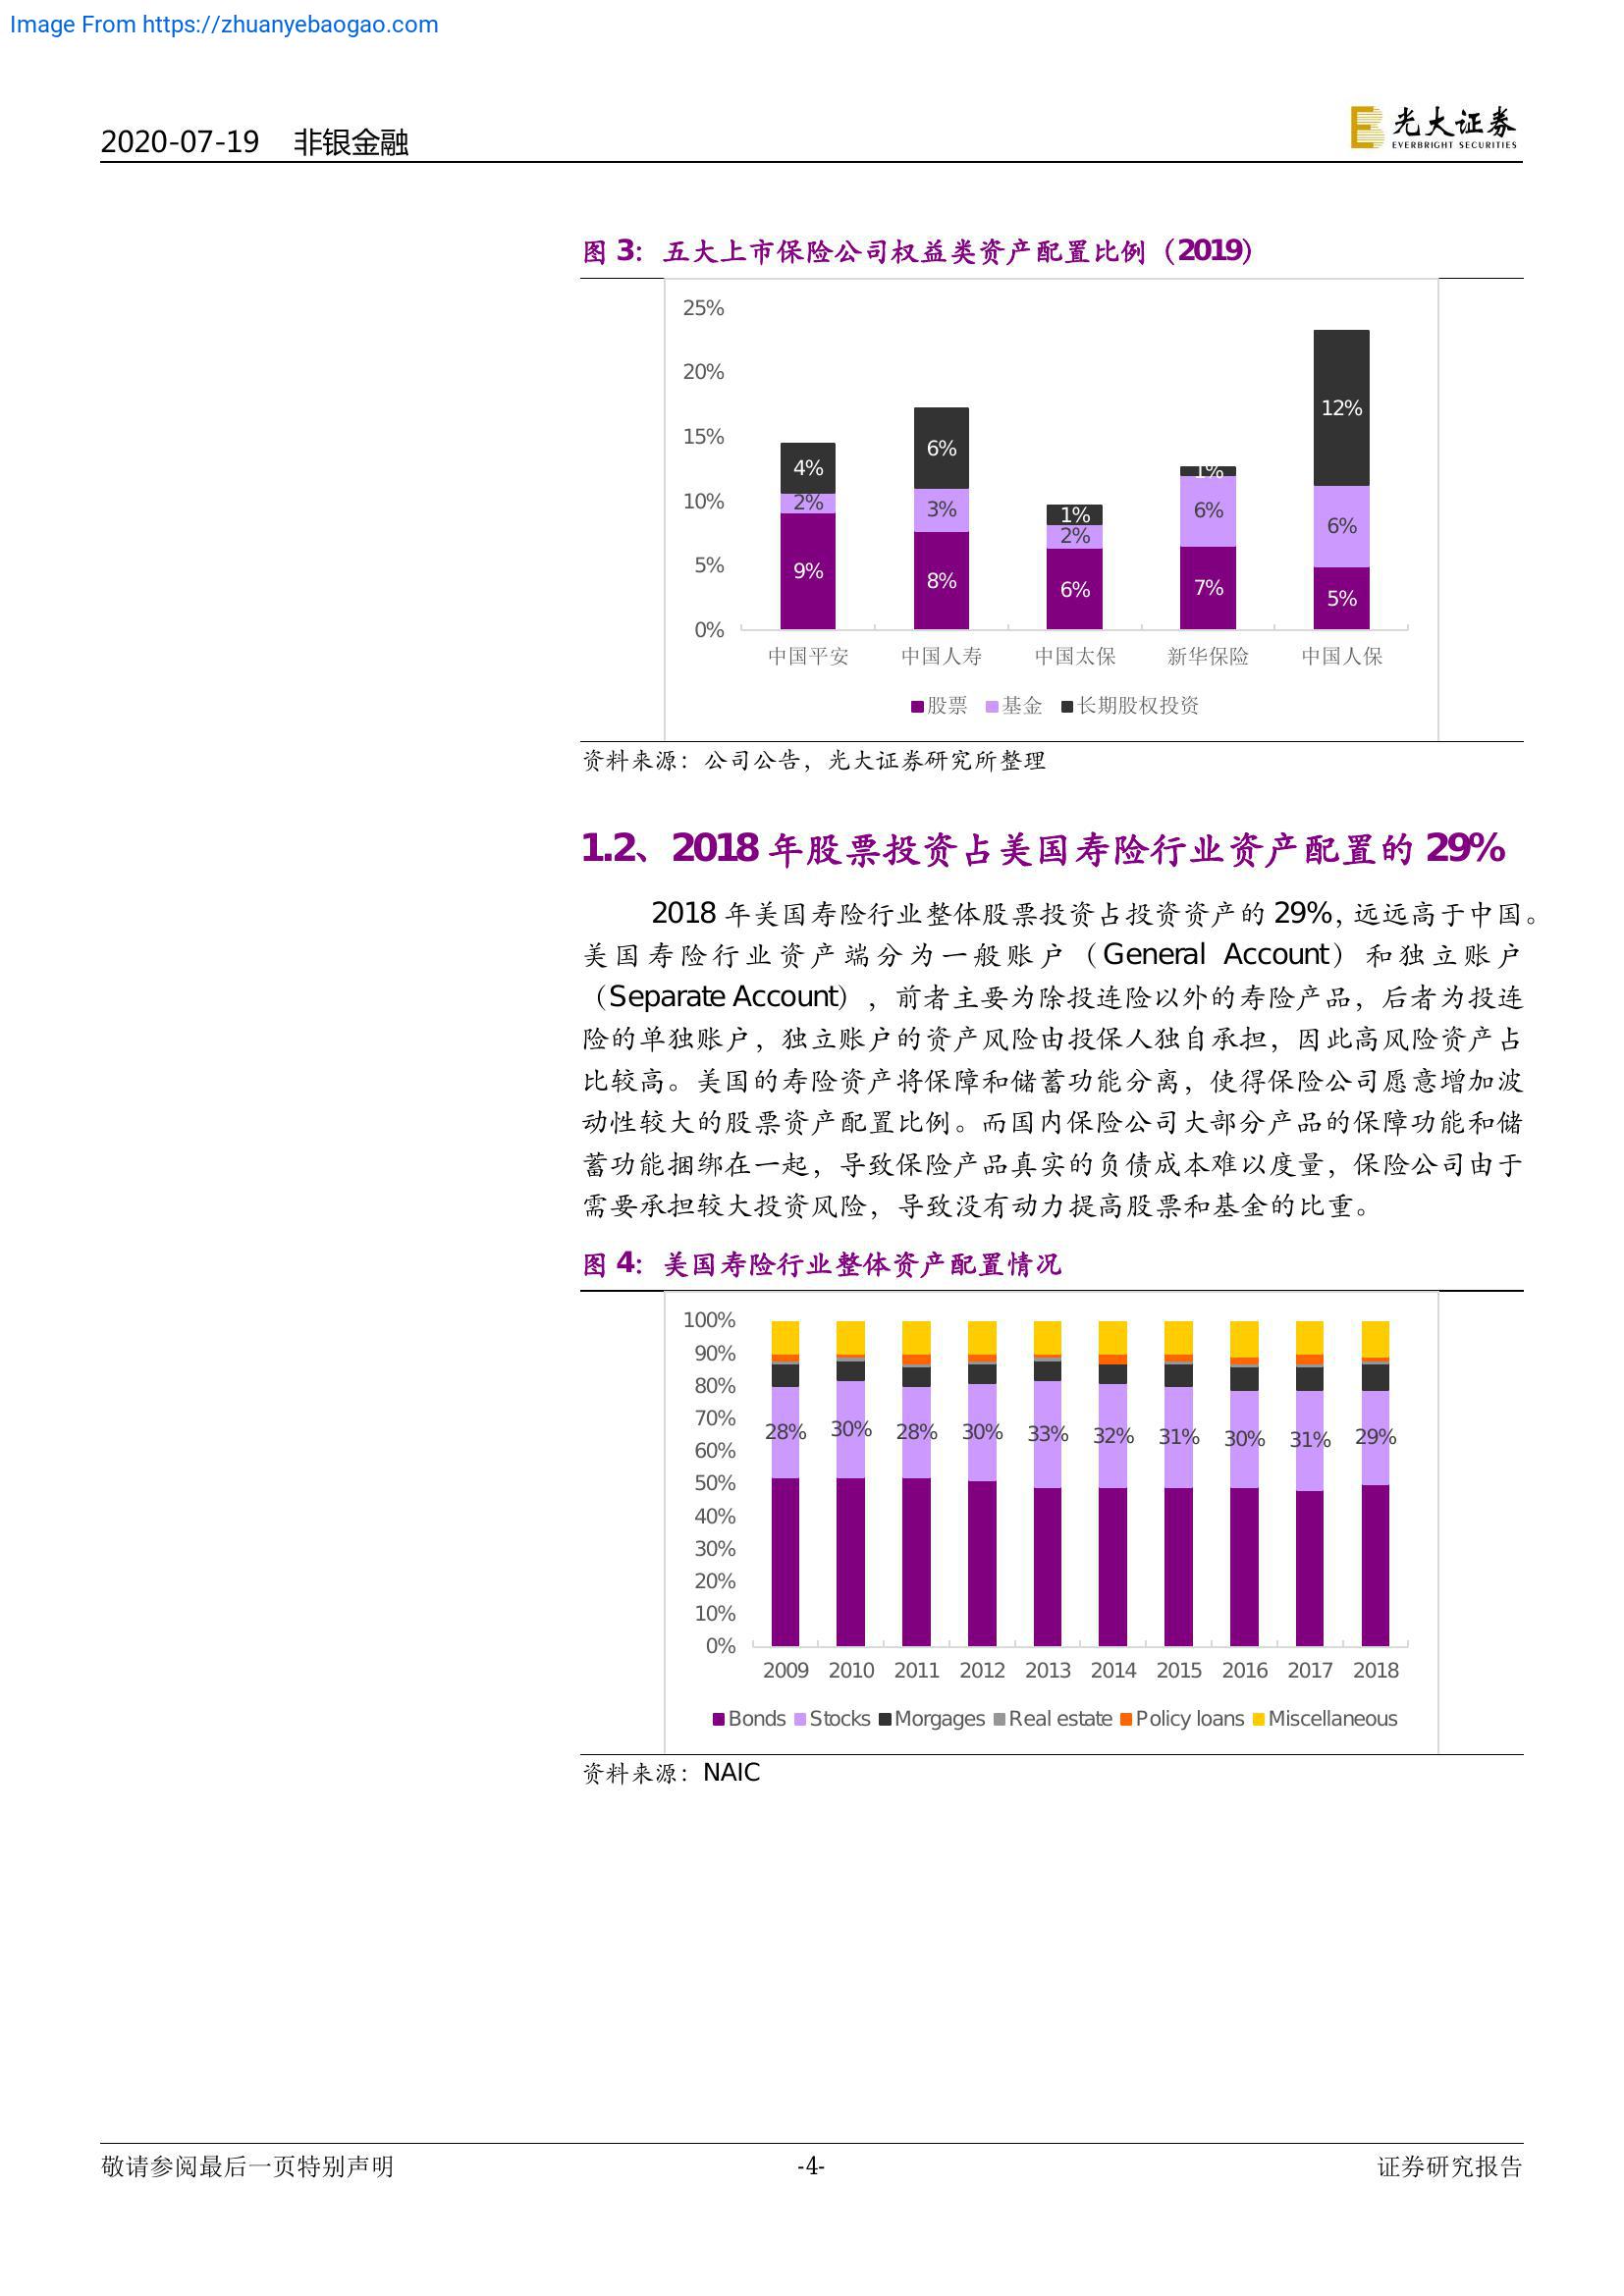 Image From https://zhuanyebaogao.com
2020-07-19 非银金融
光大证券
EVERBRIGHT SECURITIES
图 3：五大上市保险公司权益类资产配置比例（2019）
25%
20%
15%
10%
5%
0%
4%
2%
9%
6%
3%
8%
1%
2%
6%
1%
6%
7%
12%
6%
5%
中国平安 中国人寿 中国太保 新华保险 中国人保
股票 基金 长期股权投资
资料来源：公司公告，光大证券研究所整理
1.2、2018 年股票投资占美国寿险行业资产配置的 29%
2018 年美国寿险行业整体股票投资占投资资产的 29%，远远高于中国。
美国寿险行业资产端分为一般账户（General Account）和独立账户
（Separate Account），前者主要为除投连险以外的寿险产品，后者为投连
险的单独账户，独立账户的资产风险由投保人独自承担，因此高风险资产占
比较高。美国的寿险资产将保障和储蓄功能分离，使得保险公司愿意增加波
动性较大的股票资产配置比例。而国内保险公司大部分产品的保障功能和储
蓄功能捆绑在一起，导致保险产品真实的负债成本难以度量，保险公司由于
需要承担较大投资风险，导致没有动力提高股票和基金的比重。
图 4：美国寿险行业整体资产配置情况
100%
90%
80%
70%
60%
50%
40%
30%
20%
10%
0%
28% 30% 28% 30% 33% 32% 31% 30% 31% 29%
2009 2010 2011 2012 2013 2014 2015 2016 2017 2018
Bonds Stocks Morgages Real estate Policy loans Miscellaneous
资料来源：NAIC
敬请参阅最后一页特别声明 -4- 证券研究报告